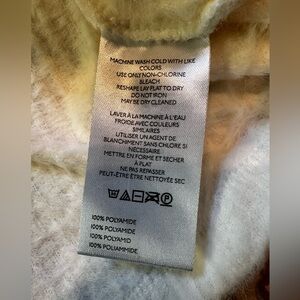 MACHINE WASH COLD WITH LIKE
COLORS
USE ONLY NON-CHLORINE
BLEACH
RESHAPE LAY FLAT TO DRY
DO NOT IRON
MAY BE DRY CLEANED
LAVER À LA MACHINE À L'EAU
FROIDE AVEC COULEURS
SIMILAIRES
UTILISER UN AGENT DE
BLANCHIMENT SANS CHLORE SI
NECESSAIRE
METTRE EN FORME ET SECHER
À PLAT
NE PAS REPASSER
PEUT-ÊTRE ÊTRE NETTOYÉE SEC
100% POLYAMIDE
100% POLYAMIDE
100% POLYAMID
100% POLIAMMIDE